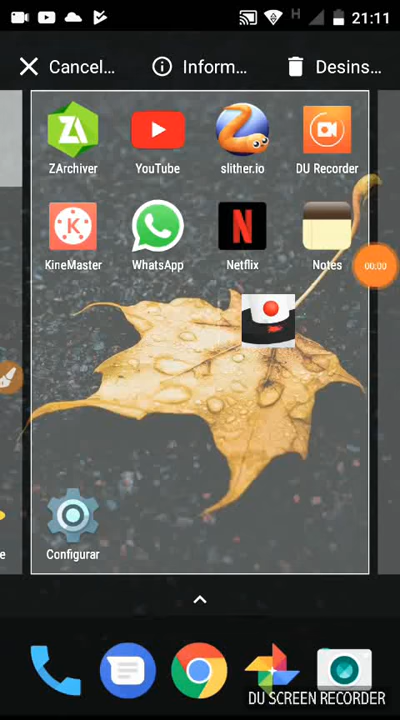 H 21:11
Cancel... Inform... Desins...
ZArchiver YouTube slither.io DU Recorder
KineMaster WhatsApp Netflix Notes
00:00
e Configurar
DU SCREEN RECORDER